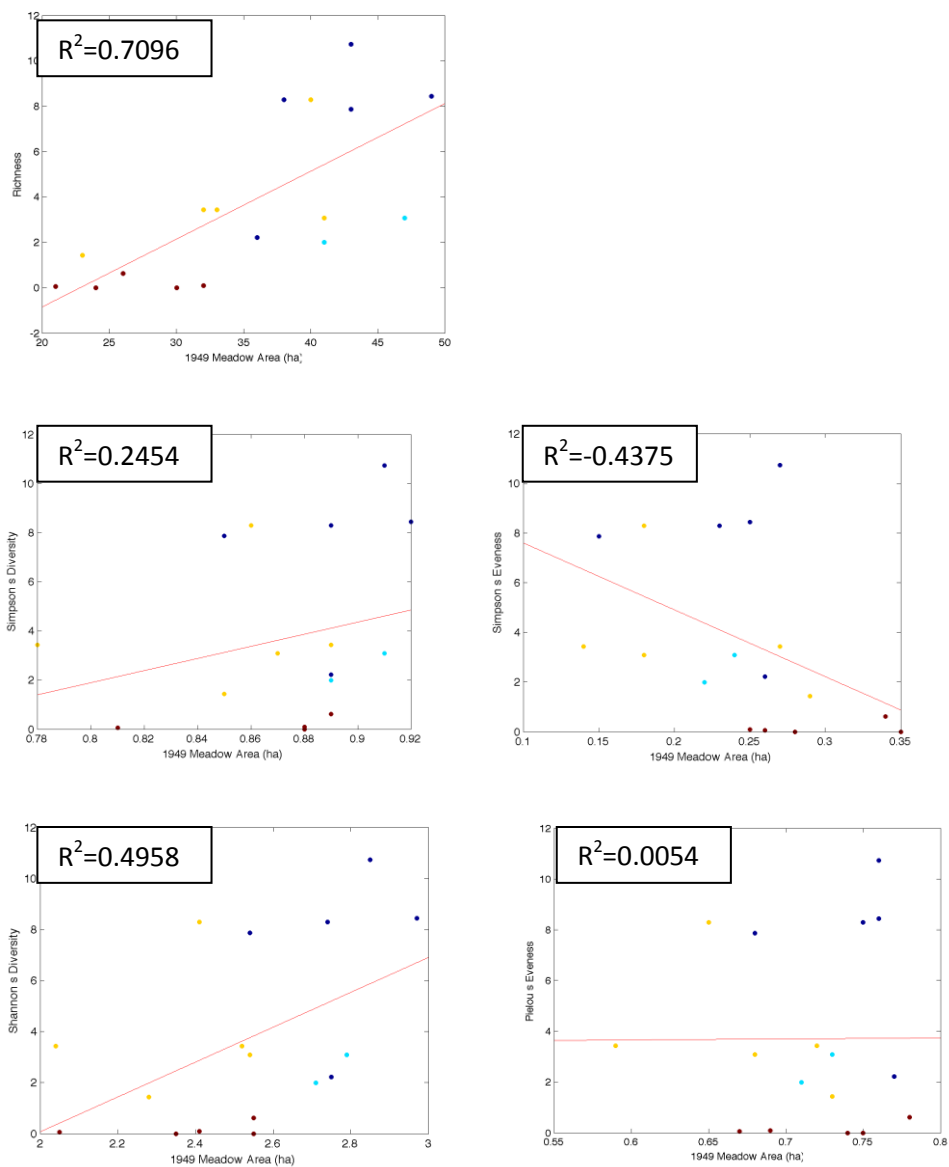 R²=0.7096
12
10
8
6
4
2
0
-2
Richness
20 25 30 35 40 45 50
1949 Meadow Area (ha)
R²=0.2454
12
10
8
6
4
2
0
Simpson s Diversity
0.78 0.8 0.82 0.84 0.86 0.88 0.9 0.92
1949 Meadow Area (ha)
R²=-0.4375
12
10
8
6
4
2
0
Simpson s Eveness
0.1 0.15 0.2 0.25 0.3 0.35
1949 Meadow Area (ha)
R²=0.4958
12
10
8
6
4
2
0
Shannon s Diversity
2 2.2 2.4 2.6 2.8 3
1949 Meadow Area (ha)
R²=0.0054
12
10
8
6
4
2
0
Pielou s Eveness
0.55 0.6 0.65 0.7 0.75 0.8
1949 Meadow Area (ha)